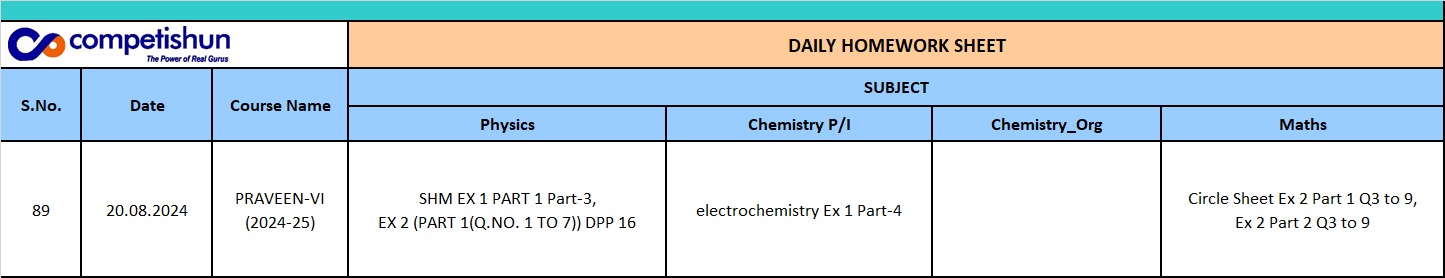 competishun
The Power of Real Gurus
DAILY HOMEWORK SHEET
S.No.
Date
Course Name
SUBJECT
Physics
Chemistry P/I
Chemistry_Org
Maths
89
20.08.2024
PRAVEEN-VI
(2024-25)
SHM EX 1 PART 1 Part-3,
EX 2 (PART 1(Q.NO. 1 TO 7)) DPP 16
electrochemistry Ex 1 Part-4
Circle Sheet Ex 2 Part 1 Q3 to 9,
Ex 2 Part 2 Q3 to 9